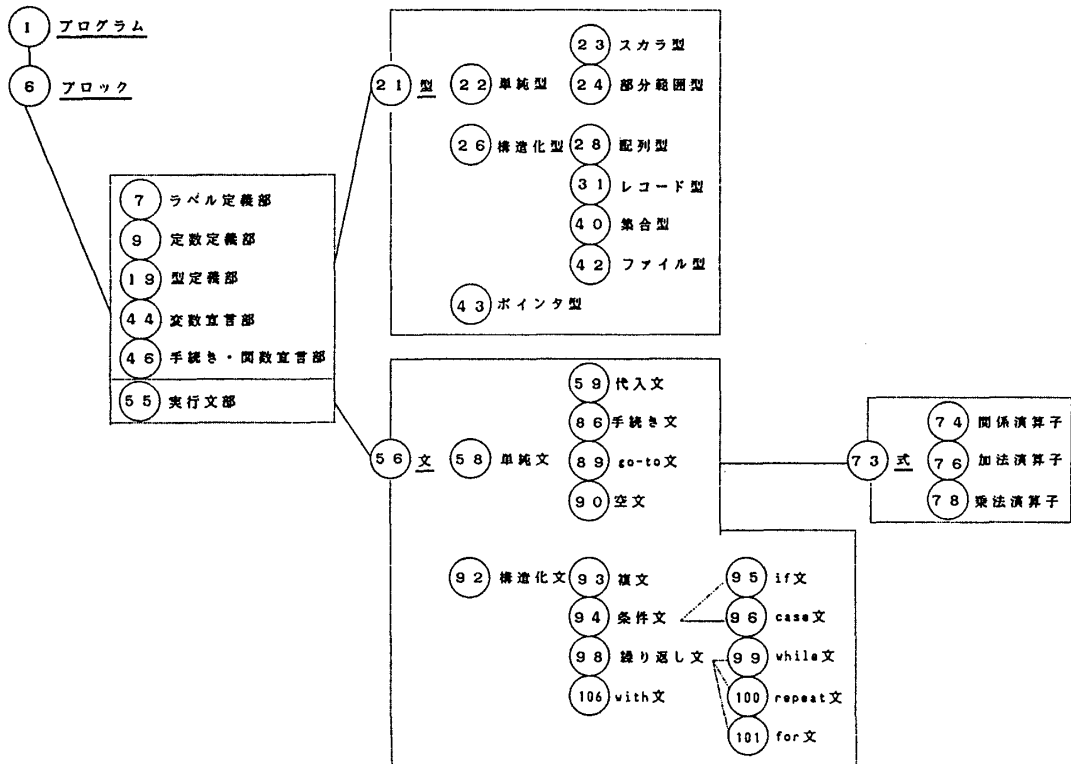 1 プログラム
6 ブロック
7 ラベル定義部
9 定数定義部
19 型定義部
44 変数宣言部
46 手続き・関数宣言部
55 実行文部
21 型
22 単純型
23 スカラ型
24 部分範囲型
26 構造化型
28 配列型
31 レコード型
40 集合型
42 ファイル型
43 ポインタ型
56 文
58 単純文
59 代入文
86 手続き文
89 go-to文
90 空文
92 構造化文
93 複文
94 条件文
95 if文
96 case文
98 繰り返し文
99 while文
100 repeat文
101 for文
106 with文
73 式
74 関係演算子
76 加法演算子
78 乗法演算子